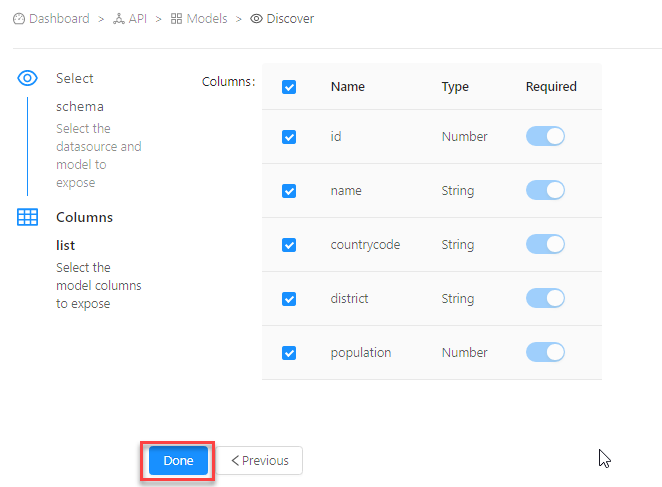 Dashboard > API > Models > Discover
Select
schema
Select the
datasource and
model to
expose
Columns
list
Select the
model columns
to expose
Columns:
Name Type Required
id Number
name String
countrycode String
district String
population Number
Done < Previous